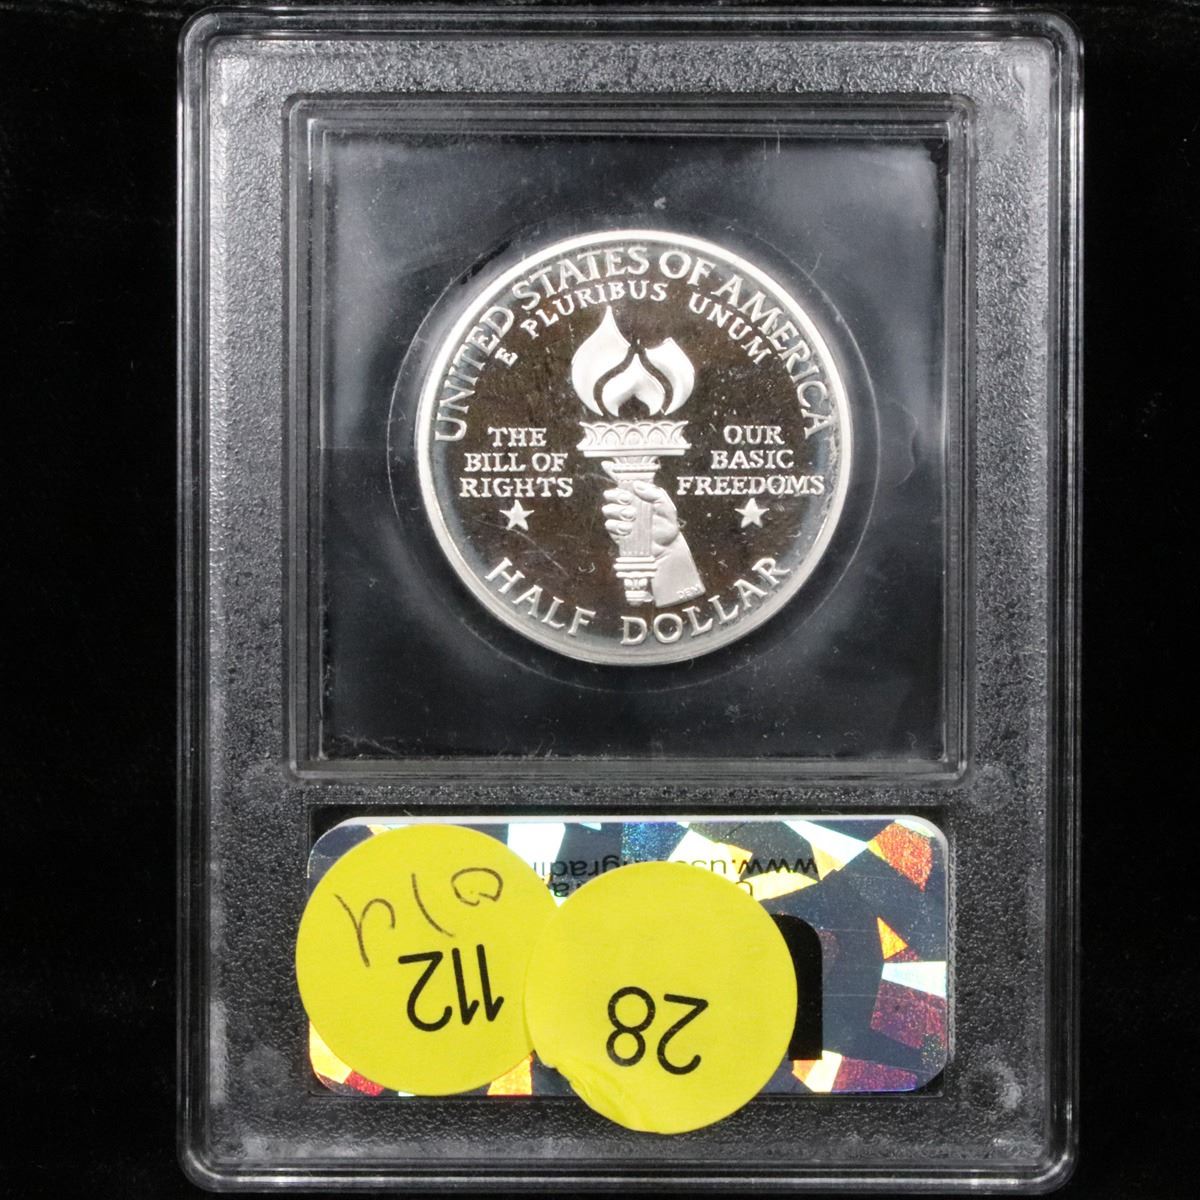 UNITED STATES OF AMERICA
E PLURIBUS UNUM
THE
BILL OF
RIGHTS
OUR
BASIC
FREEDOMS
HALF DOLLAR
112
28